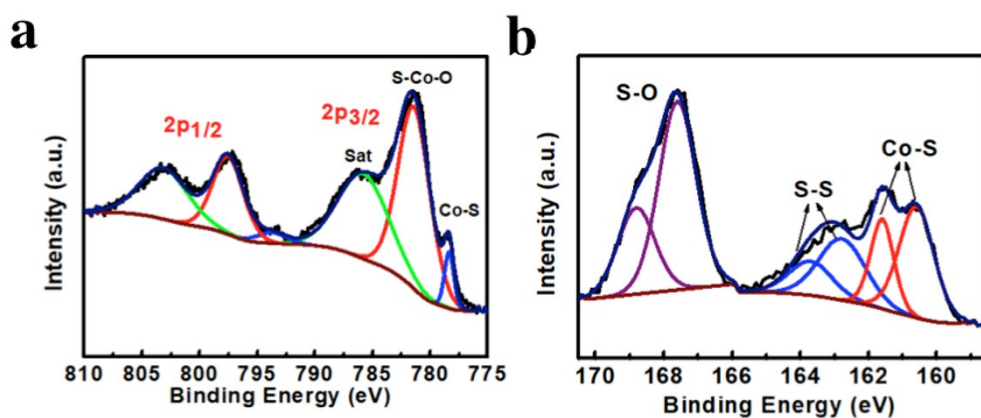 a
Intensity (a.u.)
2p1/2
2p3/2
Sat
S-Co-O
Co-S
810 805 800 795 790 785 780 775
Binding Energy (eV)
b
Intensity (a.u.)
S-O
S-S
Co-S
170 168 166 164 162 160
Binding Energy (eV)